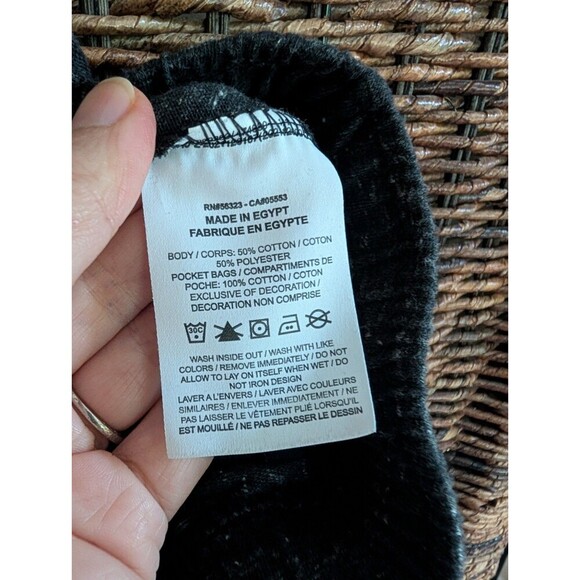 RN#56323 - CA#05553
MADE IN EGYPT
FABRIQUE EN EGYPTE
BODY / CORPS: 50% COTTON / COTON
50% POLYESTER
POCKET BAGS / COMPARTIMENTS DE
POCHE: 100% COTTON / COTON
EXCLUSIVE OF DECORATION /
DECORATION NON COMPRISE
30C
WASH INSIDE OUT / WASH WITH LIKE
COLORS / REMOVE IMMEDIATELY / DO NOT
ALLOW TO LAY ON ITSELF WHEN WET / DO
NOT IRON DESIGN
LAVER A L'ENVERS / LAVER AVEC COULEURS
SIMILAIRES / ENLEVER IMMEDIATEMENT / NE
PAS LAISSER LE VÊTEMENT PLIÉ LORSQU'IL
EST MOUILLÉ / NE PAS REPASSER LE DESSIN